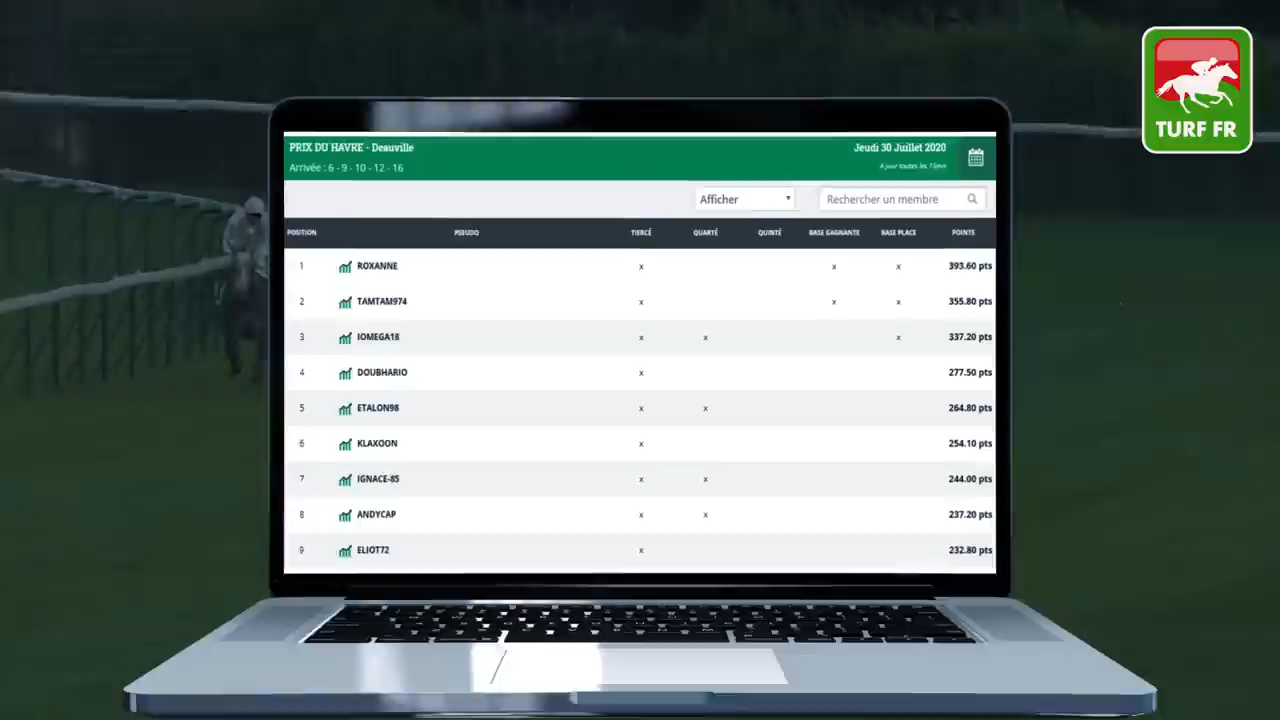 TURF FR
PRIX DU HAVRE - Deauville
Jeudi 30 Juillet 2020
Arrivée : 6 - 9 - 10 - 12 - 16
A jour toutes les 15mn
Afficher
Rechercher un membre
POSITION PSEUDO TIERCÉ QUARTÉ QUINTÉ BASE GAGNANTE BASE PLACE POINTS
1 ROXANNE x x x 393.60 pts
2 TAMTAM974 x x x 355.80 pts
3 IOMEGA18 x x x 337.20 pts
4 DOUBHARIO x 277.50 pts
5 ETALON98 x x 264.80 pts
6 KLAXOON x 254.10 pts
7 IGNACE-85 x x 244.00 pts
8 ANDYCAP x x 237.20 pts
9 ELIOT72 x 232.80 pts